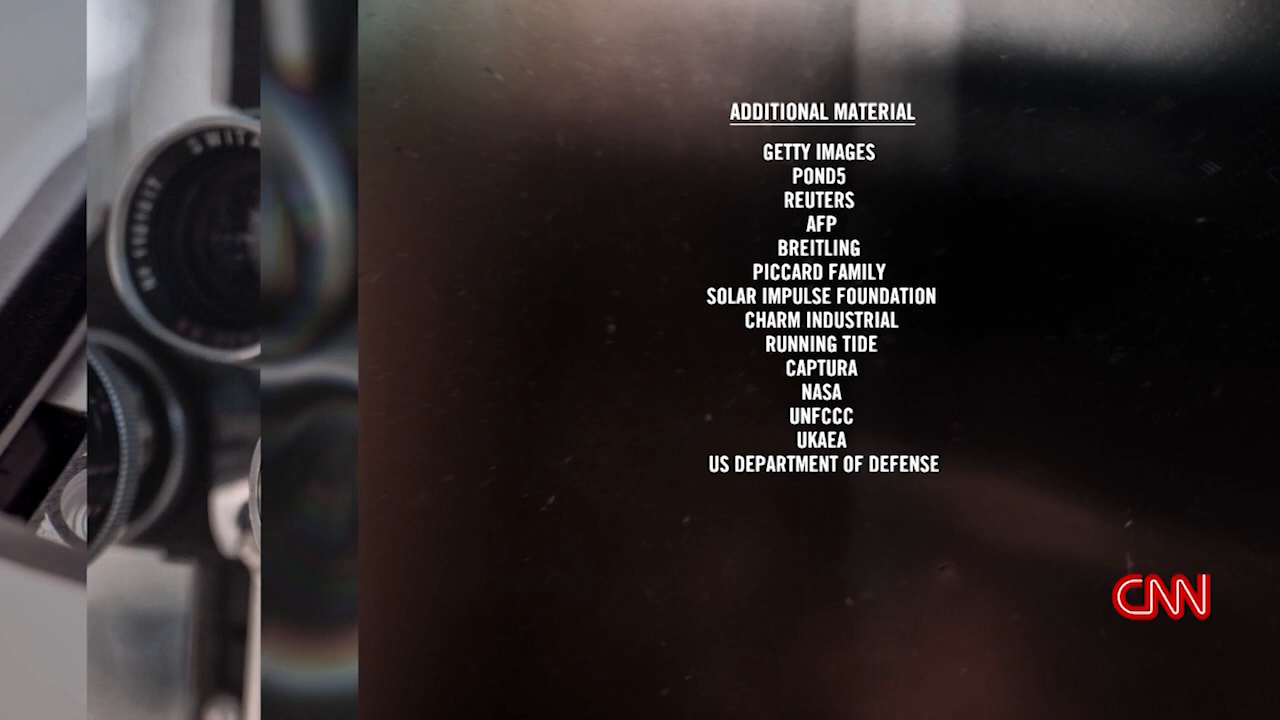 ADDITIONAL MATERIAL
GETTY IMAGES
POND5
REUTERS
AFP
BREITLING
PICCARD FAMILY
SOLAR IMPULSE FOUNDATION
CHARM INDUSTRIAL
RUNNING TIDE
CAPTURA
NASA
UNFCCC
UKAEA
US DEPARTMENT OF DEFENSE
CNN